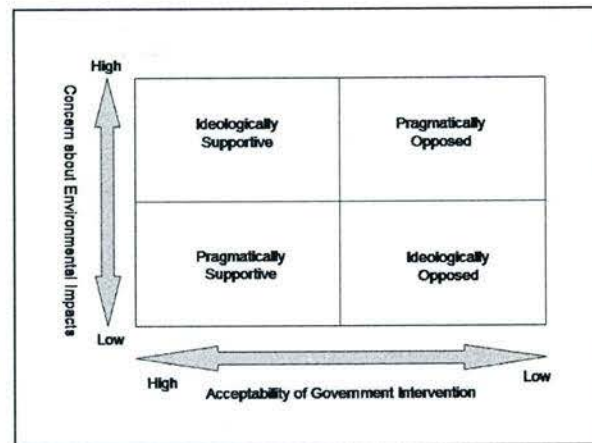 High
Concern about Environmental Impacts
Ideologically
Supportive
Pragmatically
Opposed
Pragmatically
Supportive
Ideologically
Opposed
Low
High
Acceptability of Government Intervention
Low